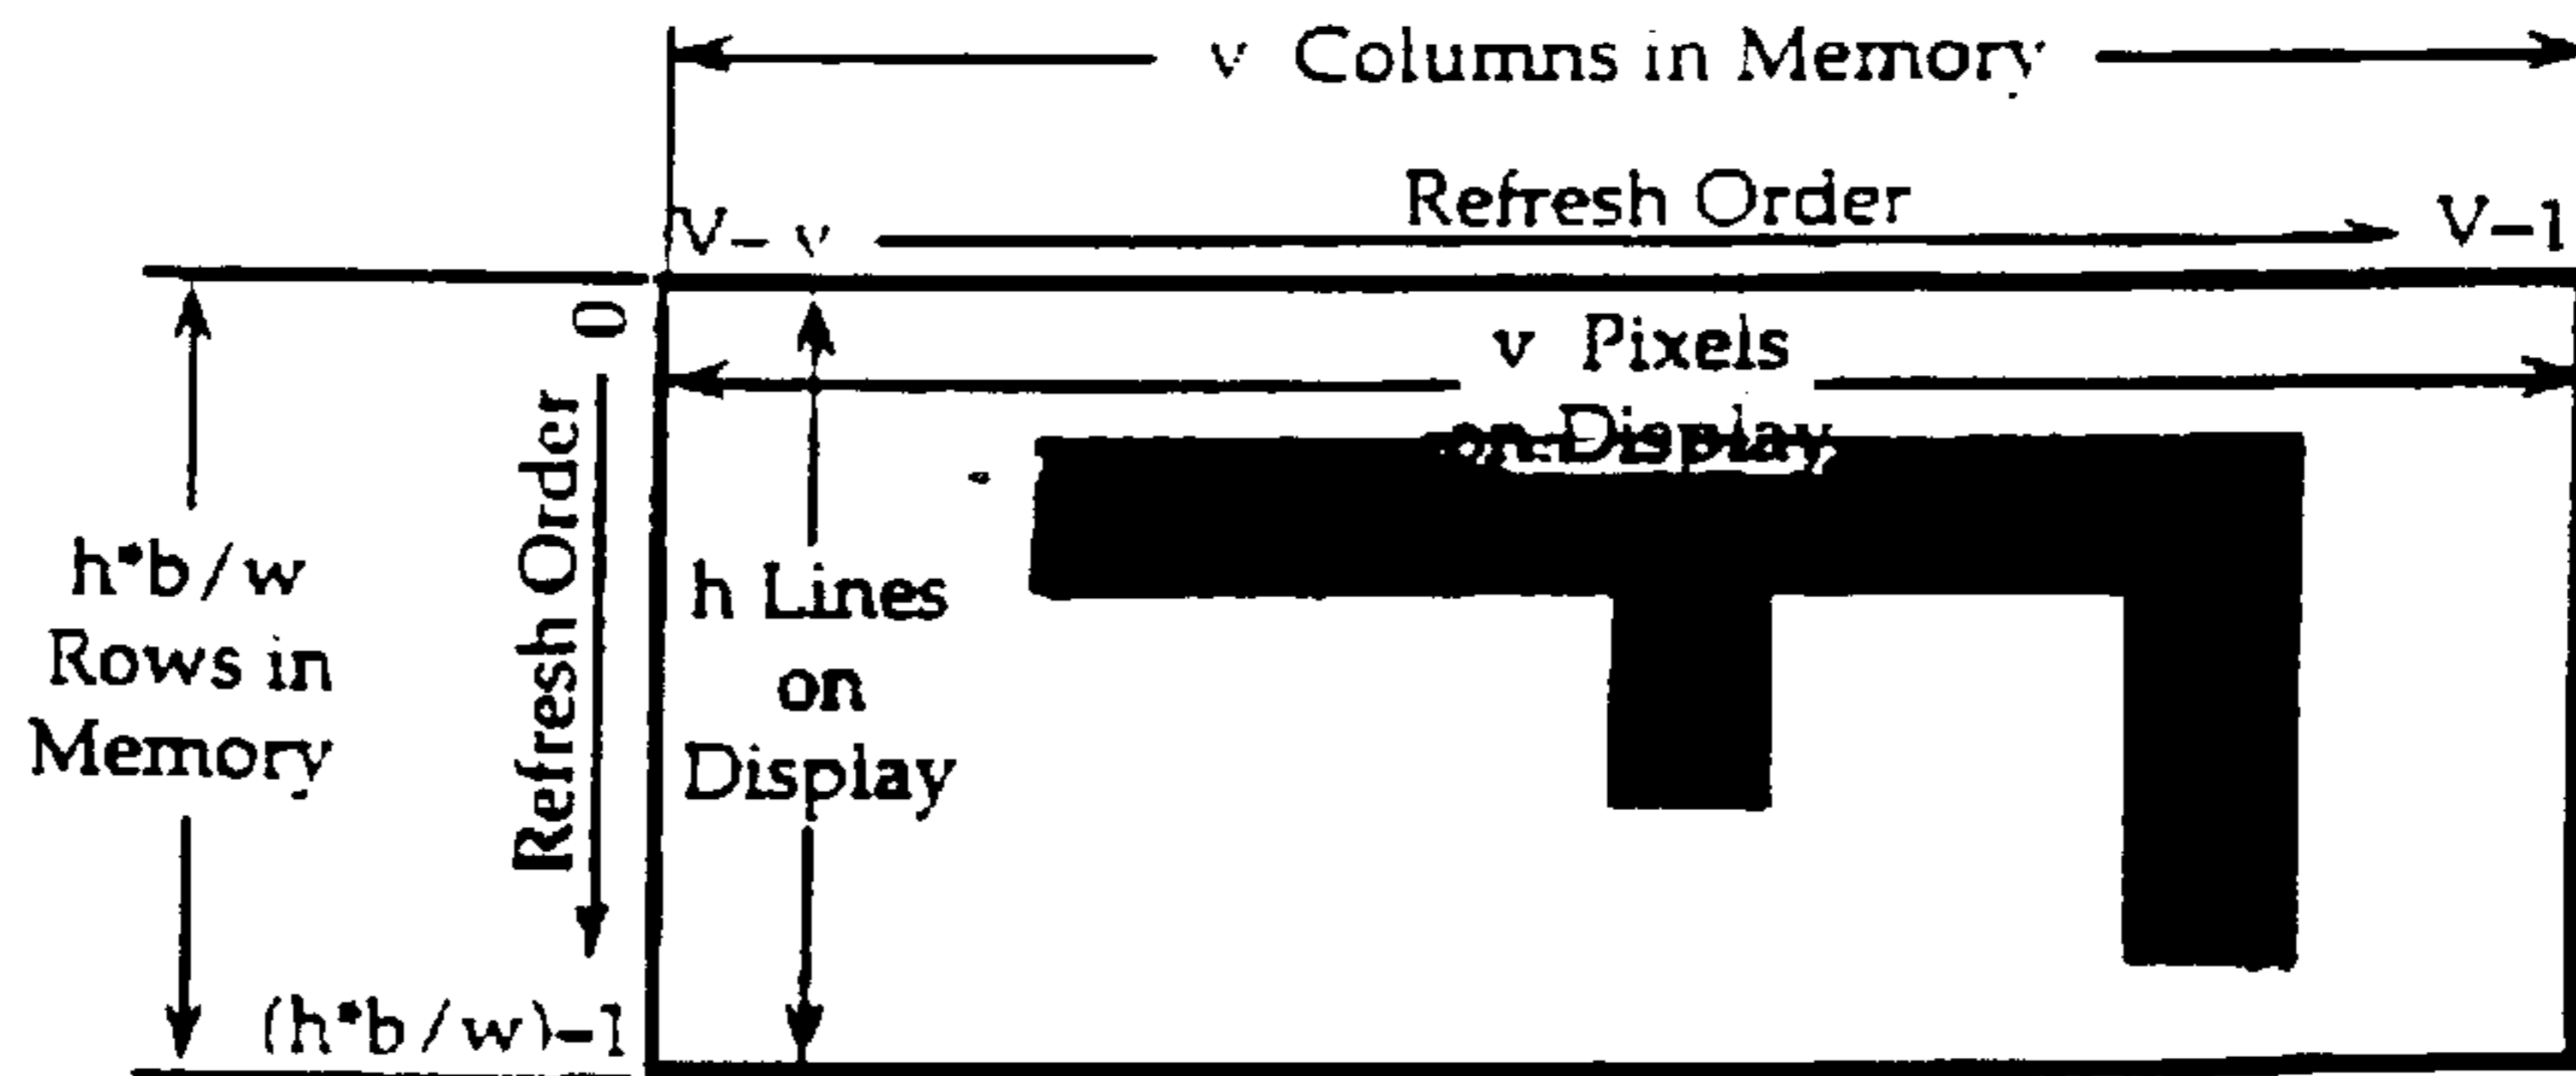 v Columns in Memory
Refresh Order
V– v
V–1
0
v Pixels
on Display
Refresh Order
h*b/w
Rows in
Memory
h Lines
on
Display
(h*b/w)–1